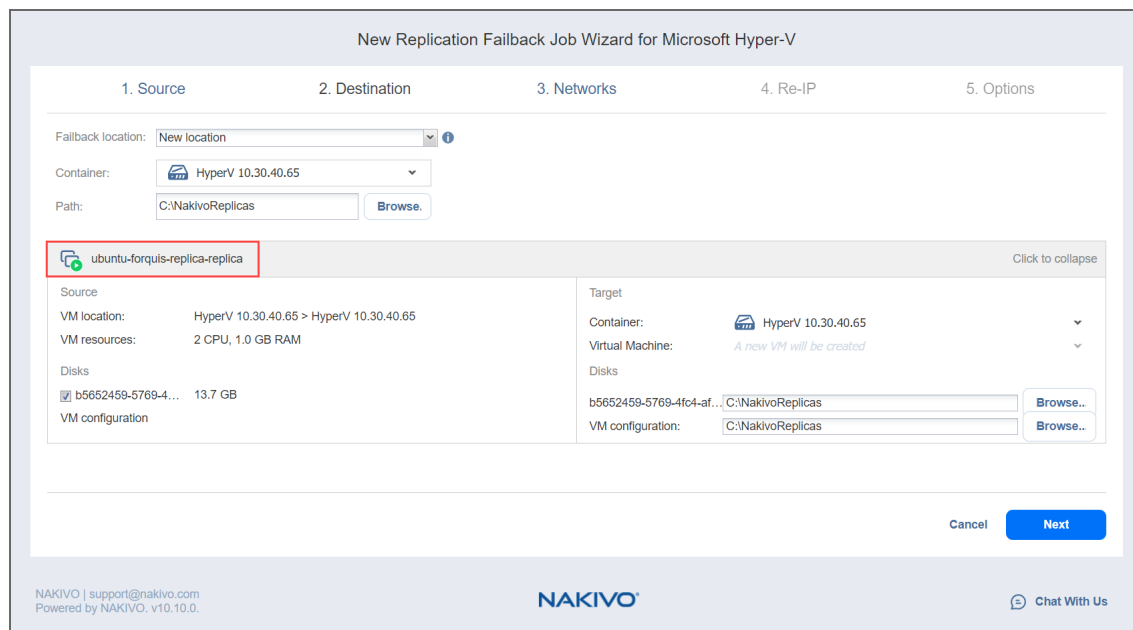 New Replication Failback Job Wizard for Microsoft Hyper-V
1. Source 2. Destination 3. Networks 4. Re-IP 5. Options
Failback location: New location
Container: HyperV 10.30.40.65
Path: C:\NakivoReplicas Browse.
ubuntu-forquis-replica-replica Click to collapse
Source
VM location: HyperV 10.30.40.65 > HyperV 10.30.40.65
VM resources: 2 CPU, 1.0 GB RAM
Disks
b5652459-5769-4... 13.7 GB
VM configuration
Target
Container: HyperV 10.30.40.65
Virtual Machine: A new VM will be created
Disks
b5652459-5769-4fc4-af... C:\NakivoReplicas Browse...
VM configuration: C:\NakivoReplicas Browse...
Cancel Next
NAKIVO | support@nakivo.com
Powered by NAKIVO. v10.10.0.
NAKIVO®
Chat With Us